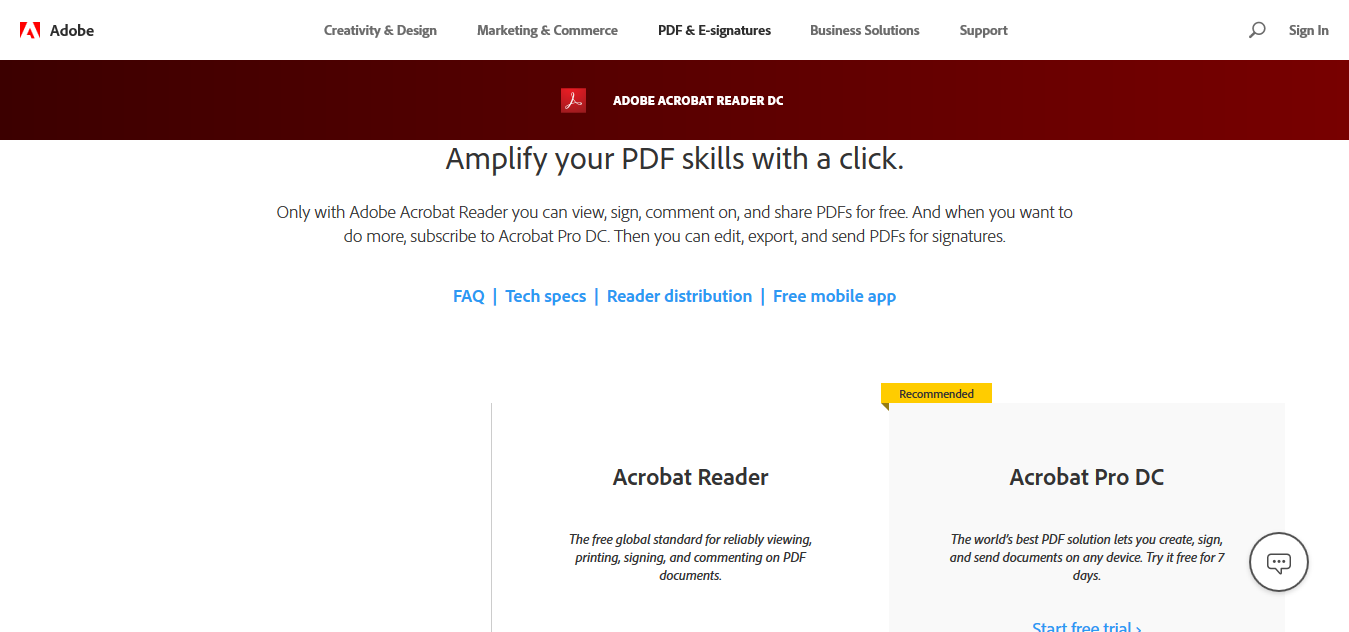 Adobe
Creativity & Design
Marketing & Commerce
PDF & E-signatures
Business Solutions
Support
Sign In
ADOBE ACROBAT READER DC
Amplify your PDF skills with a click.
Only with Adobe Acrobat Reader you can view, sign, comment on, and share PDFs for free. And when you want to
do more, subscribe to Acrobat Pro DC. Then you can edit, export, and send PDFs for signatures.
FAQ | Tech specs | Reader distribution | Free mobile app
Acrobat Reader
The free global standard for reliably viewing,
printing, signing, and commenting on PDF
documents.
Recommended
Acrobat Pro DC
The world's best PDF solution lets you create, sign,
and send documents on any device. Try it free for 7
days.
Start free trial ›